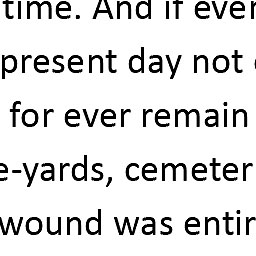 time. And if ever
present day not
for ever remain
e-yards, cemeter
wound was entir